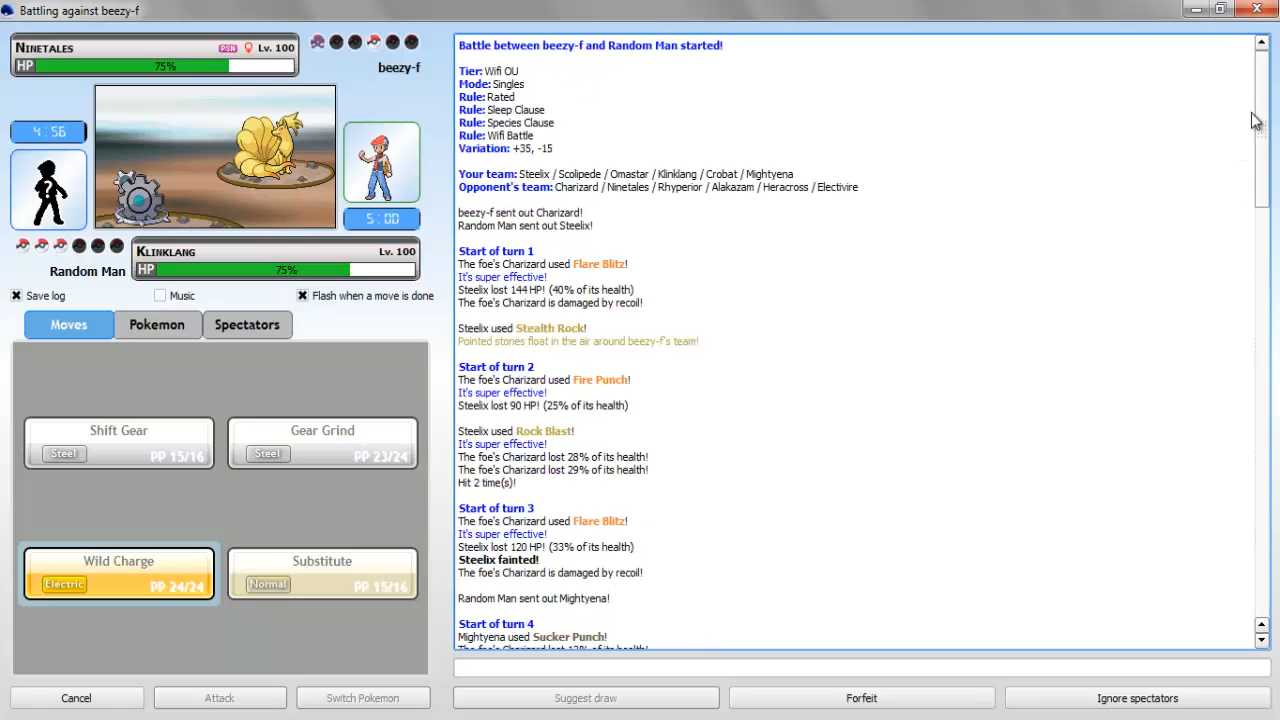 Battling against beezy-f
NINETALES PSN Lv. 100
HP 75%
beezy-f
4:56
5:00
KLINKLANG Lv. 100
HP 75%
Random Man
Save log Music Flash when a move is done
Moves Pokemon Spectators
Shift Gear
Steel PP 15/16
Gear Grind
Steel PP 23/24
Wild Charge
Electric PP 24/24
Substitute
Normal PP 15/16
Cancel Attack Switch Pokemon
Battle between beezy-f and Random Man started!
Tier: Wifi OU
Mode: Singles
Rule: Rated
Rule: Sleep Clause
Rule: Species Clause
Rule: Wifi Battle
Variation: +35, -15
Your team: Steelix / Scolipede / Omastar / Klinklang / Crobat / Mightyena
Opponent's team: Charizard / Ninetales / Rhyperior / Alakazam / Heracross / Electivire
beezy-f sent out Charizard!
Random Man sent out Steelix!
Start of turn 1
The foe's Charizard used Flare Blitz!
It's super effective!
Steelix lost 144 HP! (40% of its health)
The foe's Charizard is damaged by recoil!
Steelix used Stealth Rock!
Pointed stones float in the air around beezy-f's team!
Start of turn 2
The foe's Charizard used Fire Punch!
It's super effective!
Steelix lost 90 HP! (25% of its health)
Steelix used Rock Blast!
It's super effective!
The foe's Charizard lost 28% of its health!
The foe's Charizard lost 29% of its health!
Hit 2 time(s)!
Start of turn 3
The foe's Charizard used Flare Blitz!
It's super effective!
Steelix lost 120 HP! (33% of its health)
Steelix fainted!
The foe's Charizard is damaged by recoil!
Random Man sent out Mightyena!
Start of turn 4
Mightyena used Sucker Punch!
The foe's Charizard lost 12% of its health!
Suggest draw Forfeit Ignore spectators